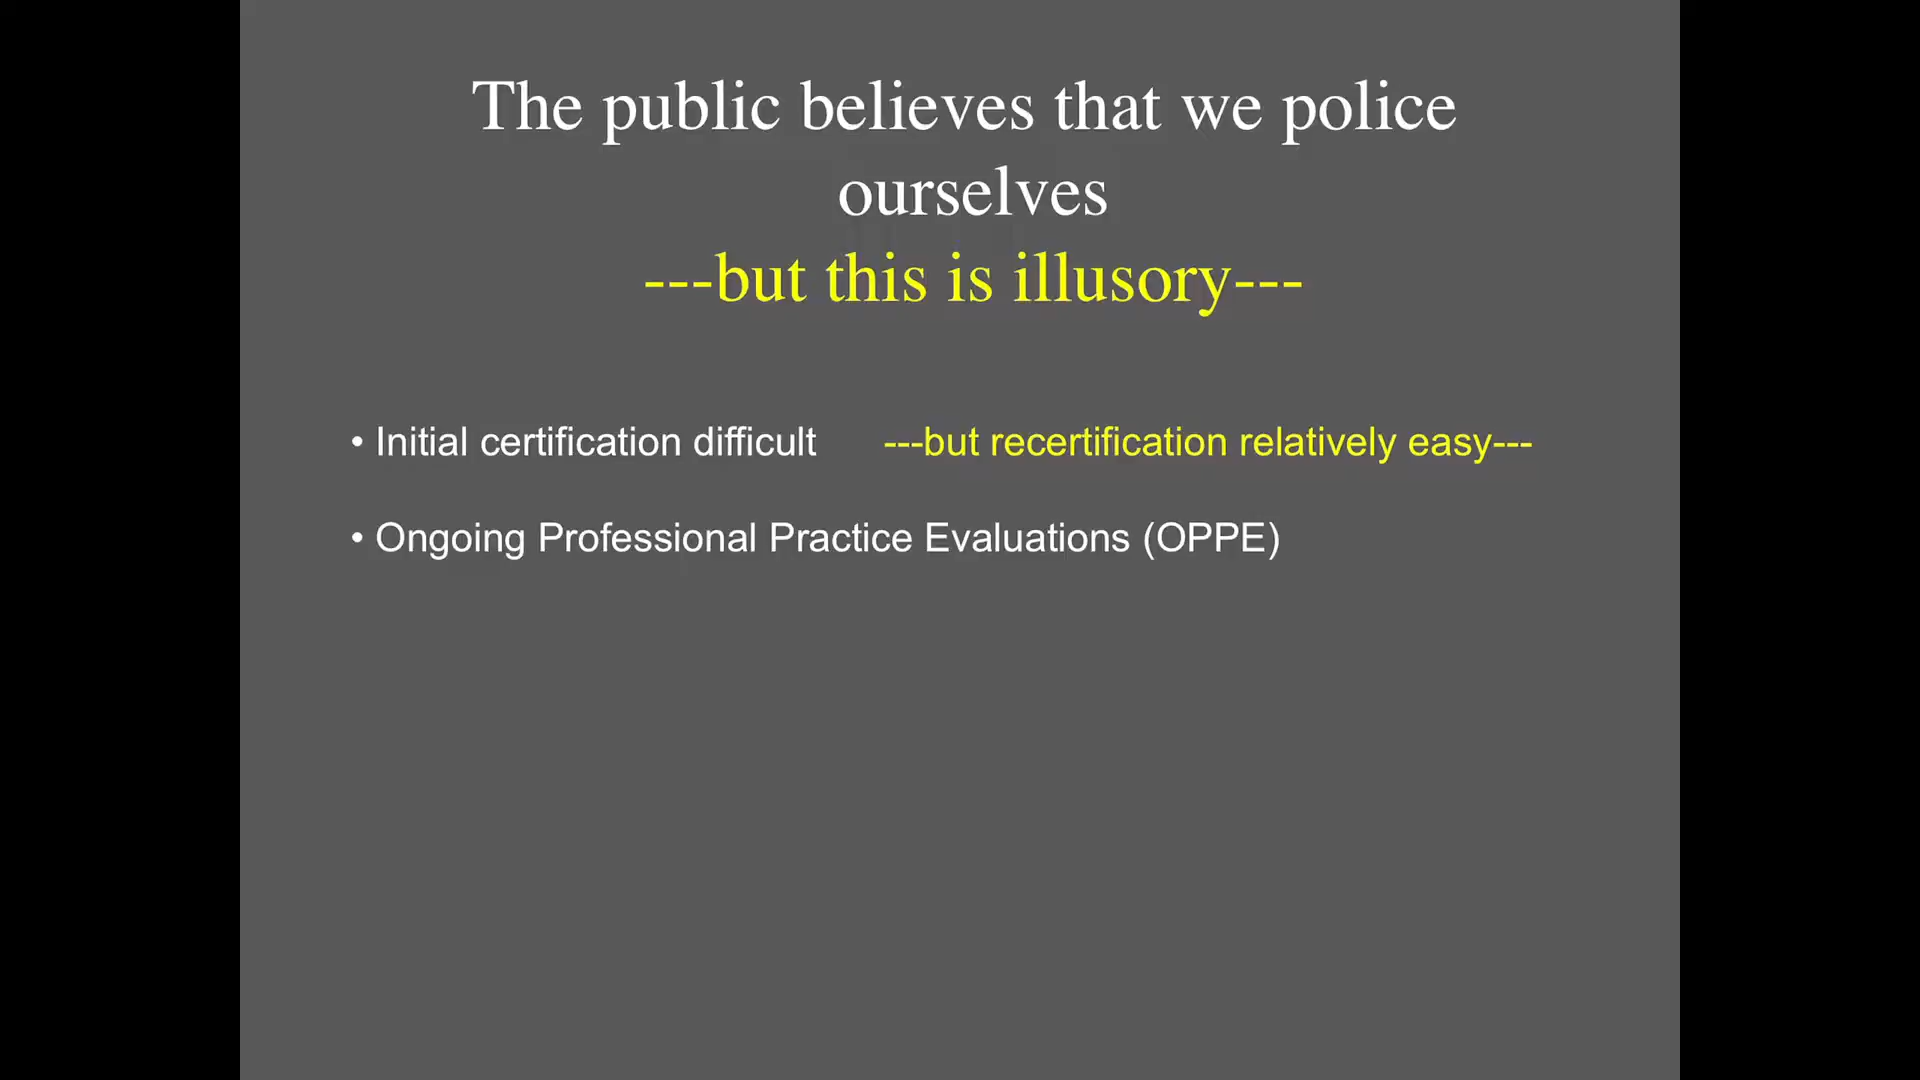 The public believes that we police
ourselves
---but this is illusory---
• Initial certification difficult ---but recertification relatively easy---
• Ongoing Professional Practice Evaluations (OPPE)